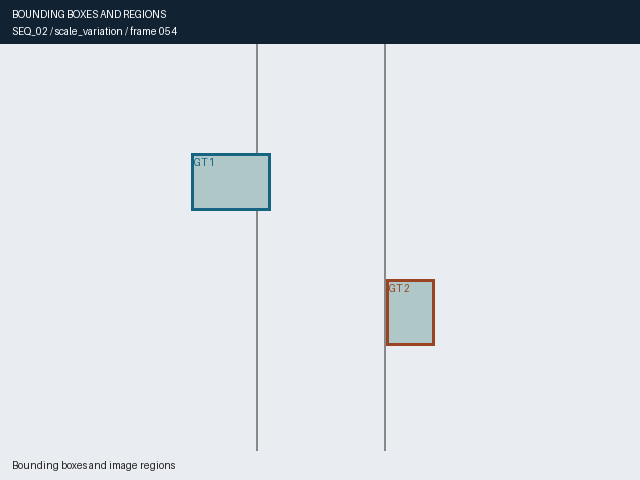 BOUNDING BOXES AND REGIONS
SEQ_02 / scale_variation / frame 054
GT1
GT2
Bounding boxes and image regions